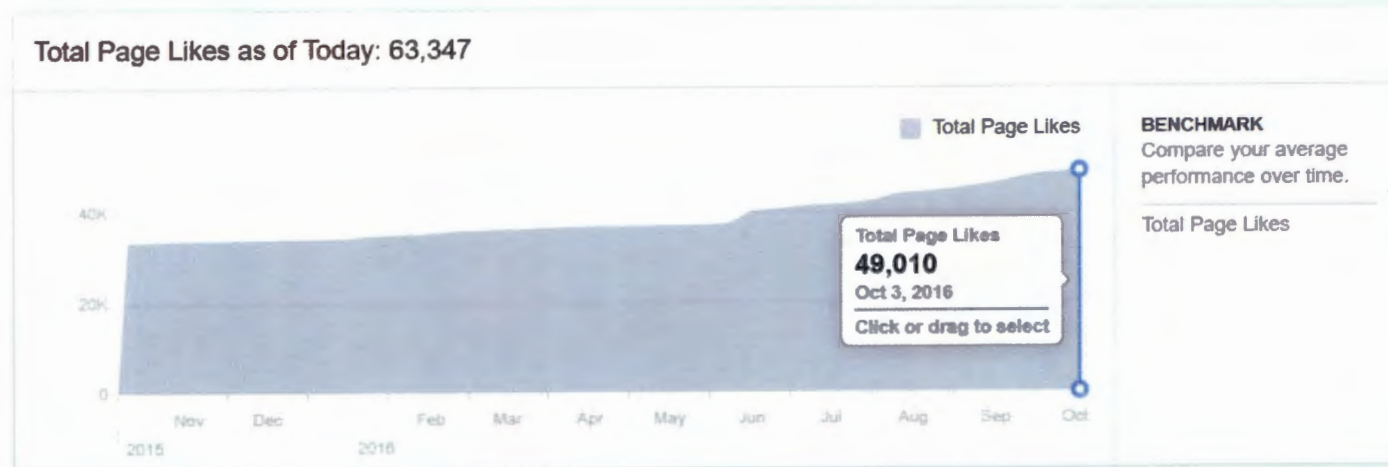 Total Page Likes as of Today: 63,347
Total Page Likes
BENCHMARK
Compare your average
performance over time.
Total Page Likes
40K
20K
0
Total Page Likes
49,010
Oct 3, 2016
Click or drag to select
Nov Dec Feb Mar Apr May Jun Jul Aug Sep Oct
2015 2016